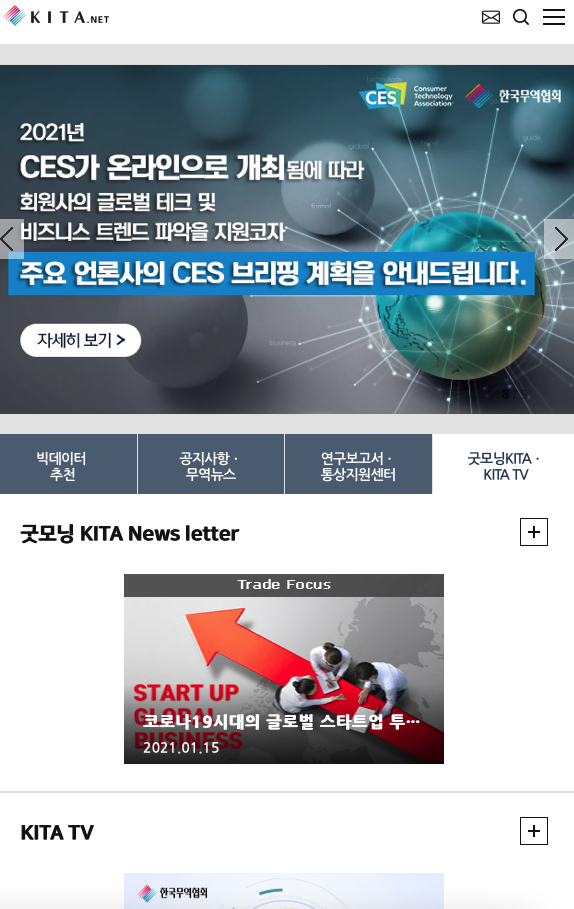 KITA.NET
technology
CES Consumer
Technology
Association
한국무역협회
global
trend
guide
2021년
CES가 온라인으로 개최됨에 따라
회원사의 글로벌 테크 및
format
비즈니스 트렌드 파악을 지원코자
주요 언론사의 CES 브리핑 계획을 안내드립니다.
자세히 보기 >
business
8 /
빅데이터
추천
공지사항 ·
무역뉴스
연구보고서 ·
통상지원센터
굿모닝KITA ·
KITA TV
굿모닝 KITA News letter
Trade Focus
START UP
GLOBAL
BUSINESS
코로나19시대의 글로벌 스타트업 투…
2021.01.15
KITA TV
한국무역협회